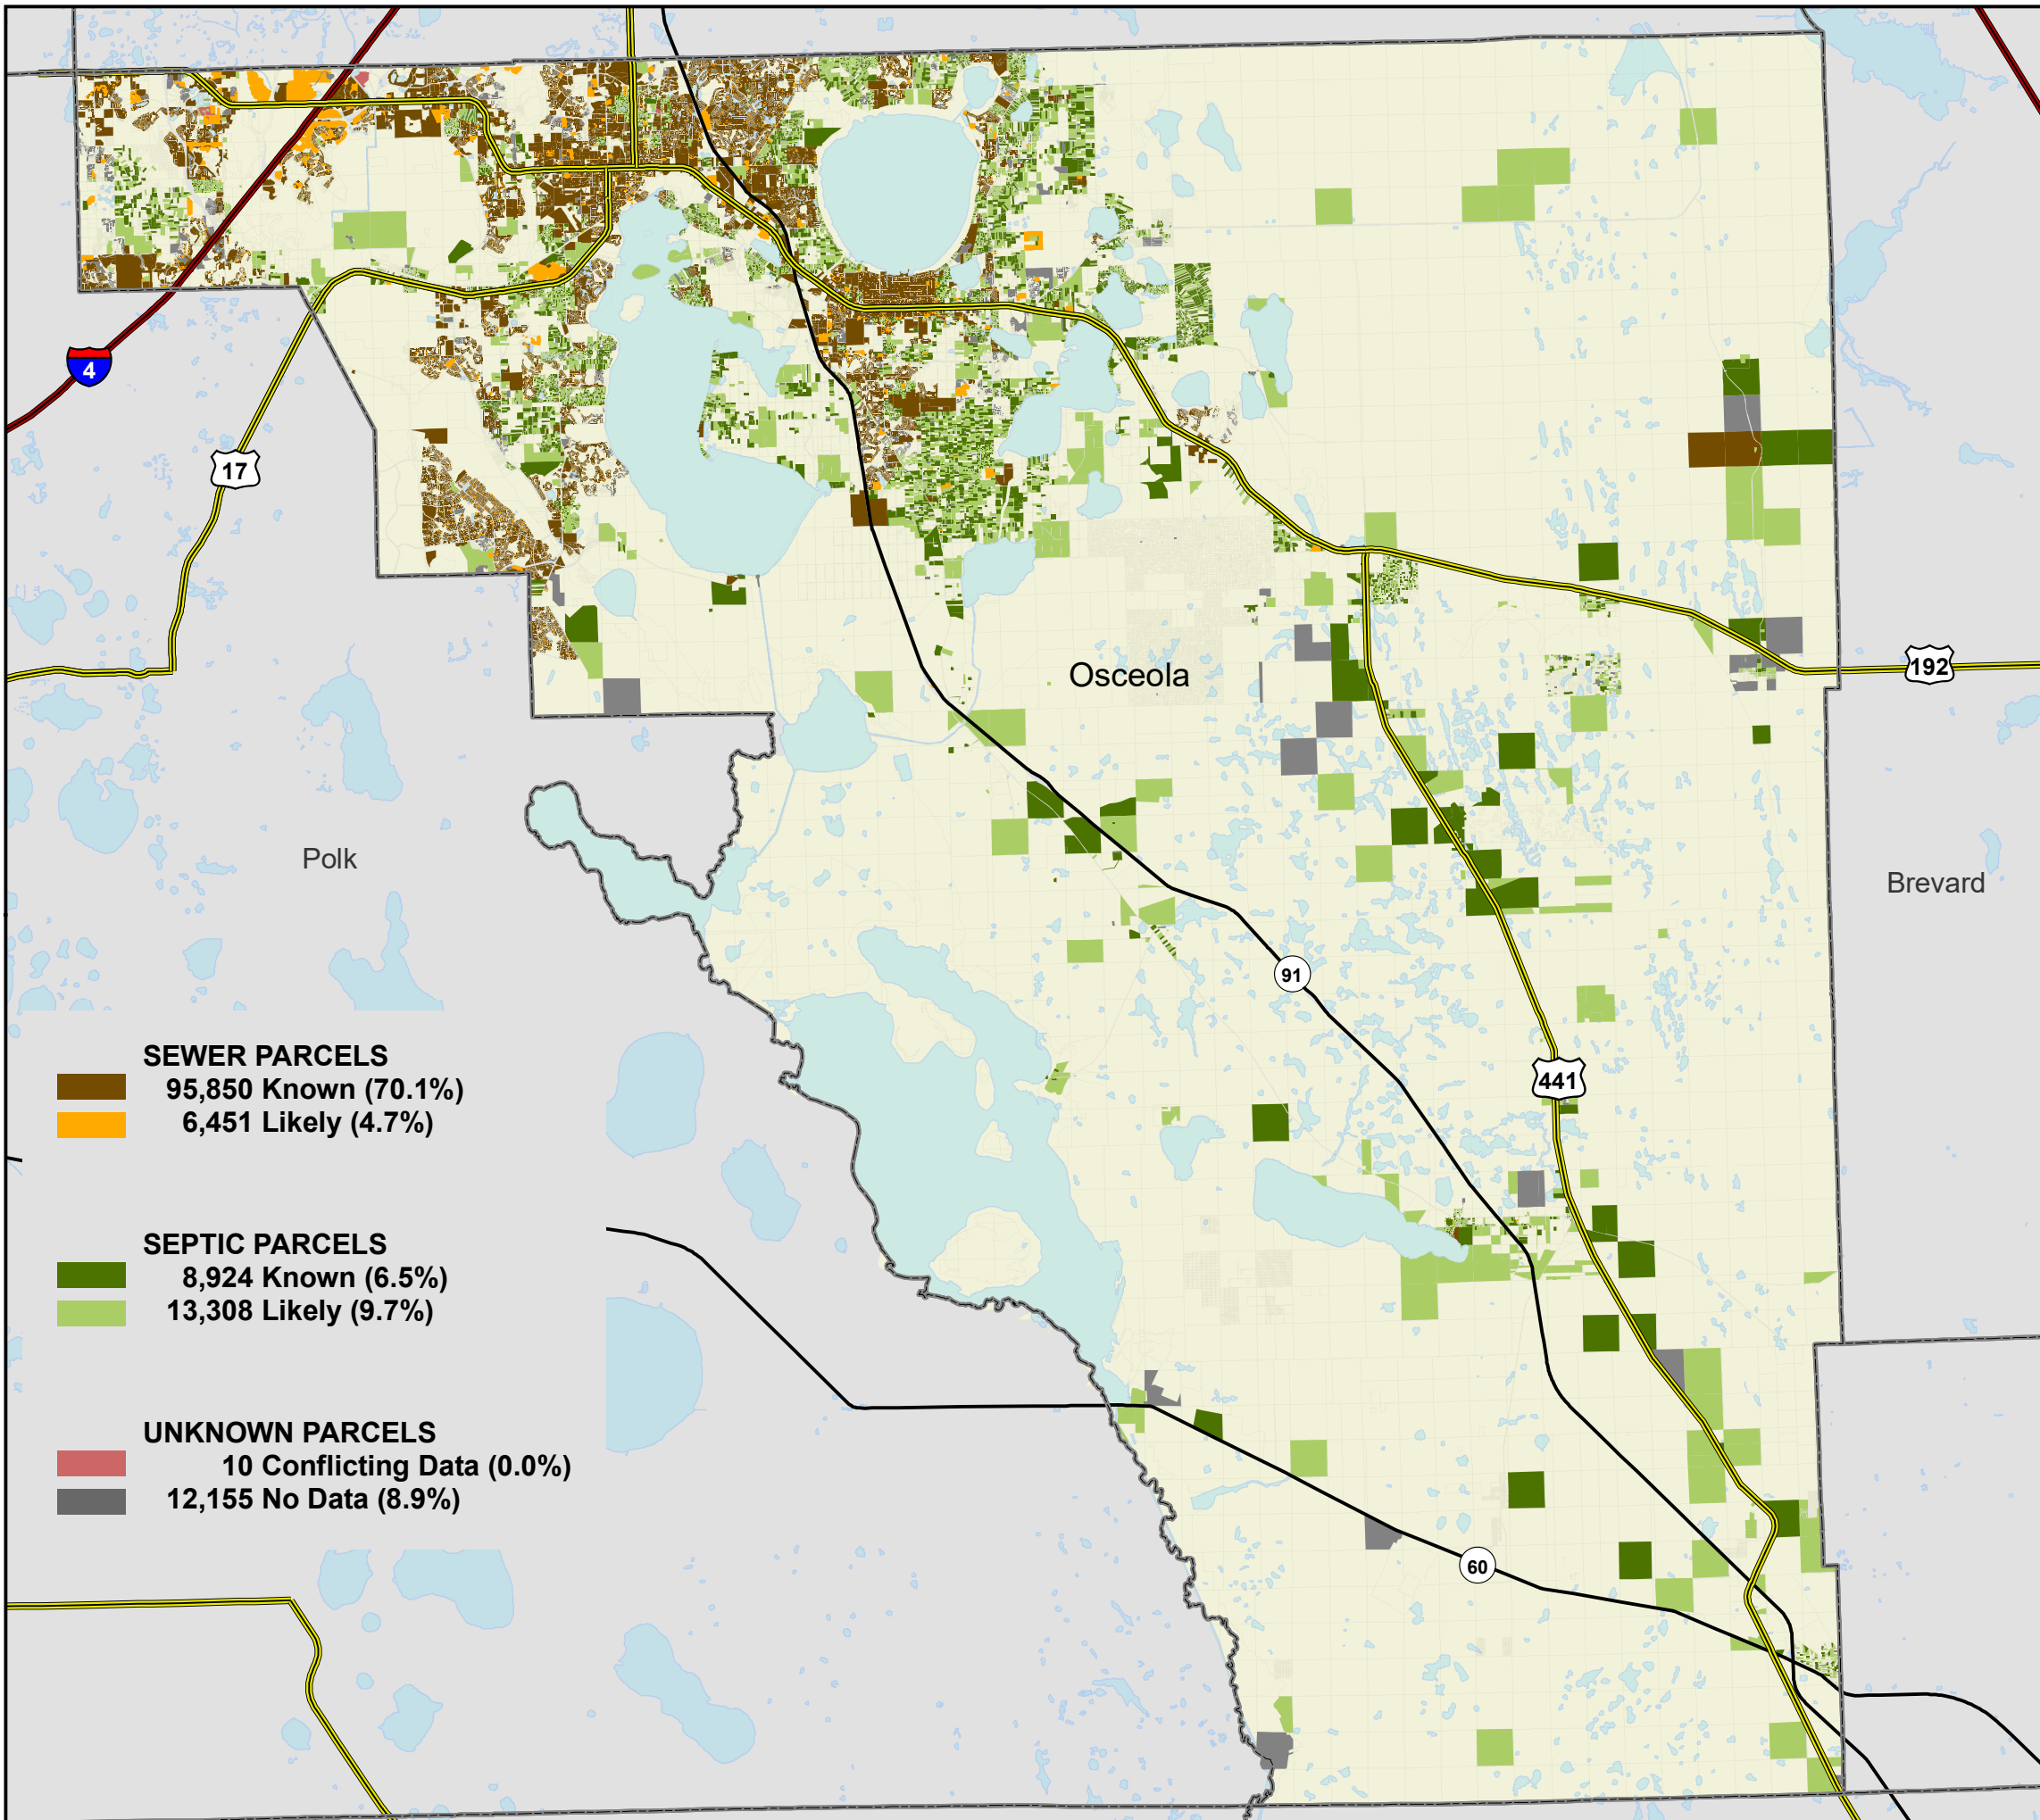 4
17
Osceola
192
Polk
Brevard
91
SEWER PARCELS
95,850 Known (70.1%)
6,451 Likely (4.7%)
441
SEPTIC PARCELS
8,924 Known (6.5%)
13,308 Likely (9.7%)
UNKNOWN PARCELS
10 Conflicting Data (0.0%)
12,155 No Data (8.9%)
60